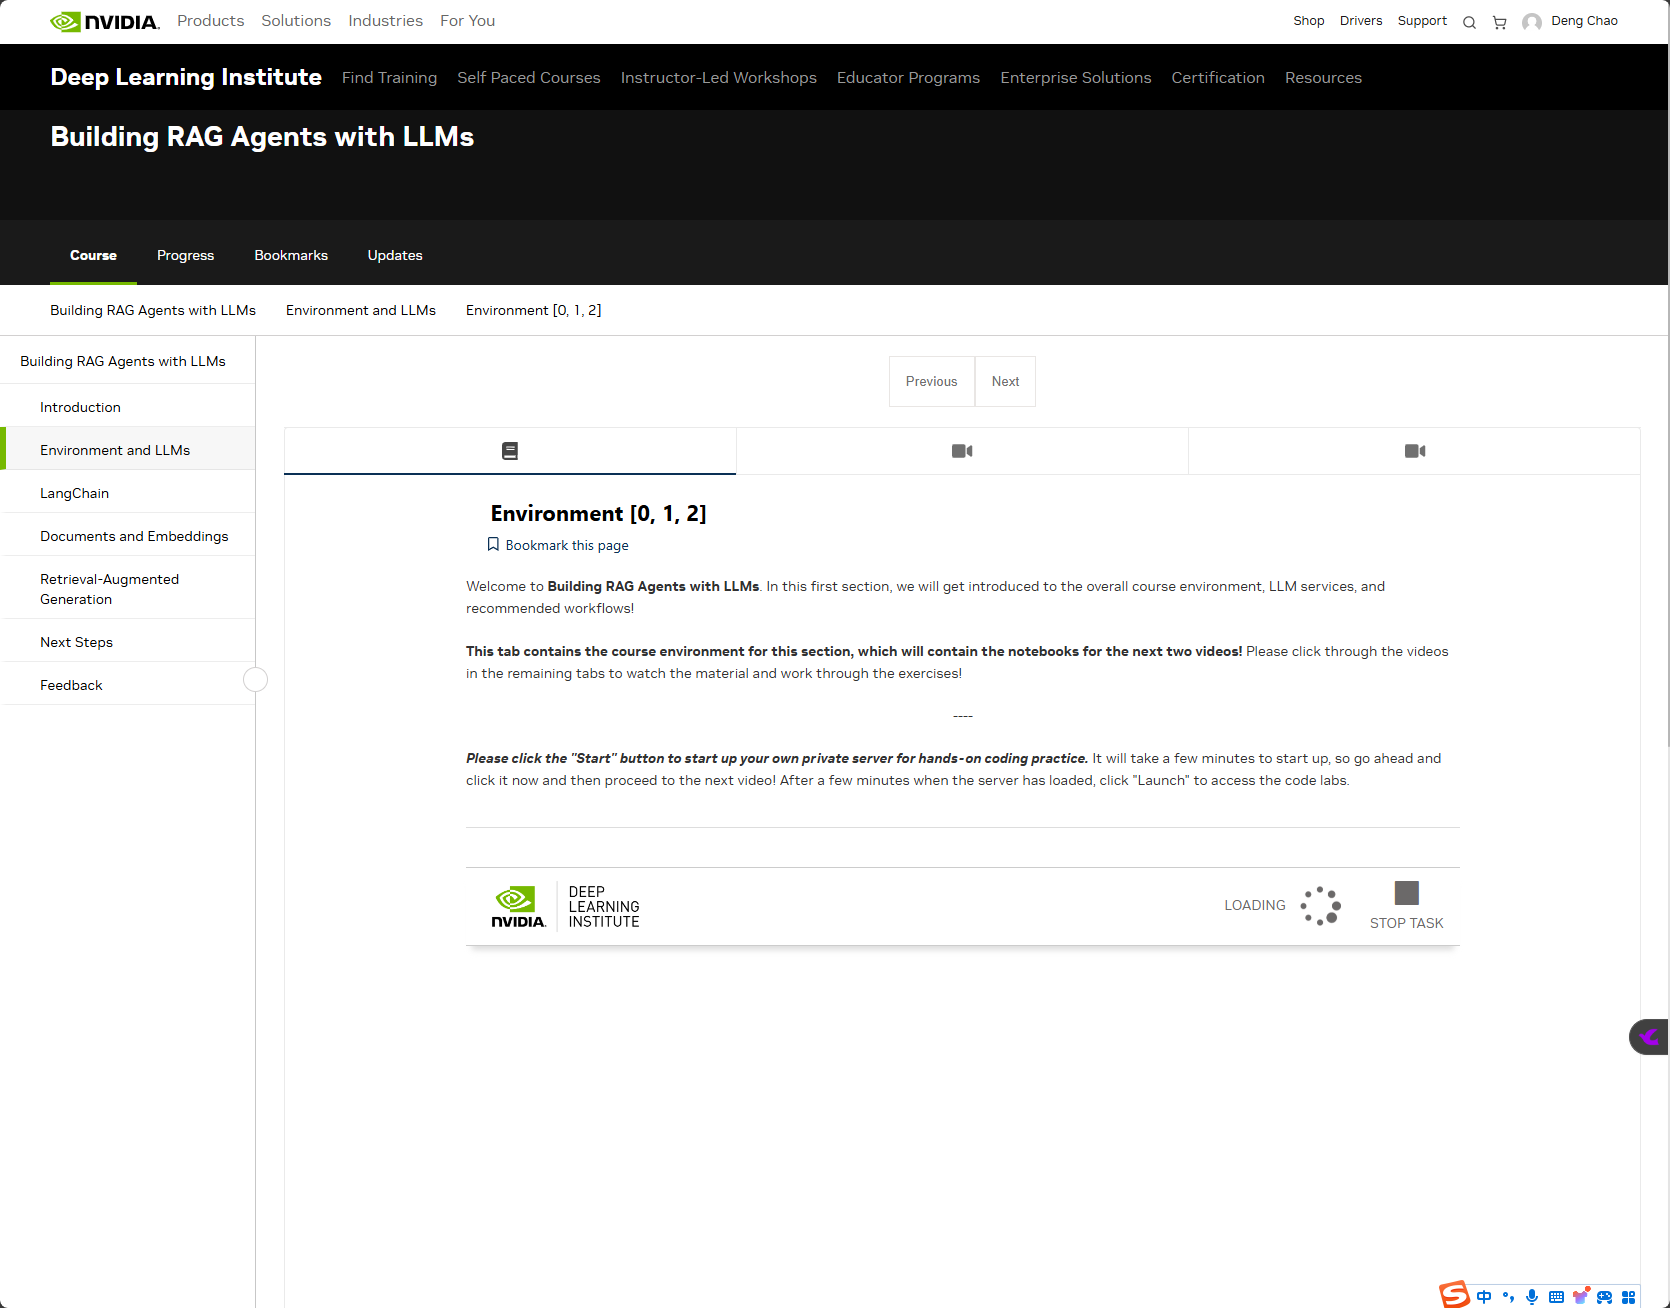 NVIDIA.
Products Solutions Industries For You
Shop Drivers Support Deng Chao
Deep Learning Institute Find Training Self Paced Courses Instructor-Led Workshops Educator Programs Enterprise Solutions Certification Resources
Building RAG Agents with LLMs
Course Progress Bookmarks Updates
Building RAG Agents with LLMs Environment and LLMs Environment [0, 1, 2]
Building RAG Agents with LLMs
Introduction
Environment and LLMs
LangChain
Documents and Embeddings
Retrieval-Augmented
Generation
Next Steps
Feedback
Previous Next
Environment [0, 1, 2]
Bookmark this page
Welcome to Building RAG Agents with LLMs. In this first section, we will get introduced to the overall course environment, LLM services, and
recommended workflows!
This tab contains the course environment for this section, which will contain the notebooks for the next two videos! Please click through the videos
in the remaining tabs to watch the material and work through the exercises!
----
Please click the "Start" button to start up your own private server for hands-on coding practice. It will take a few minutes to start up, so go ahead and
click it now and then proceed to the next video! After a few minutes when the server has loaded, click "Launch" to access the code labs.
NVIDIA.
DEEP
LEARNING
INSTITUTE
LOADING
STOP TASK
S 中